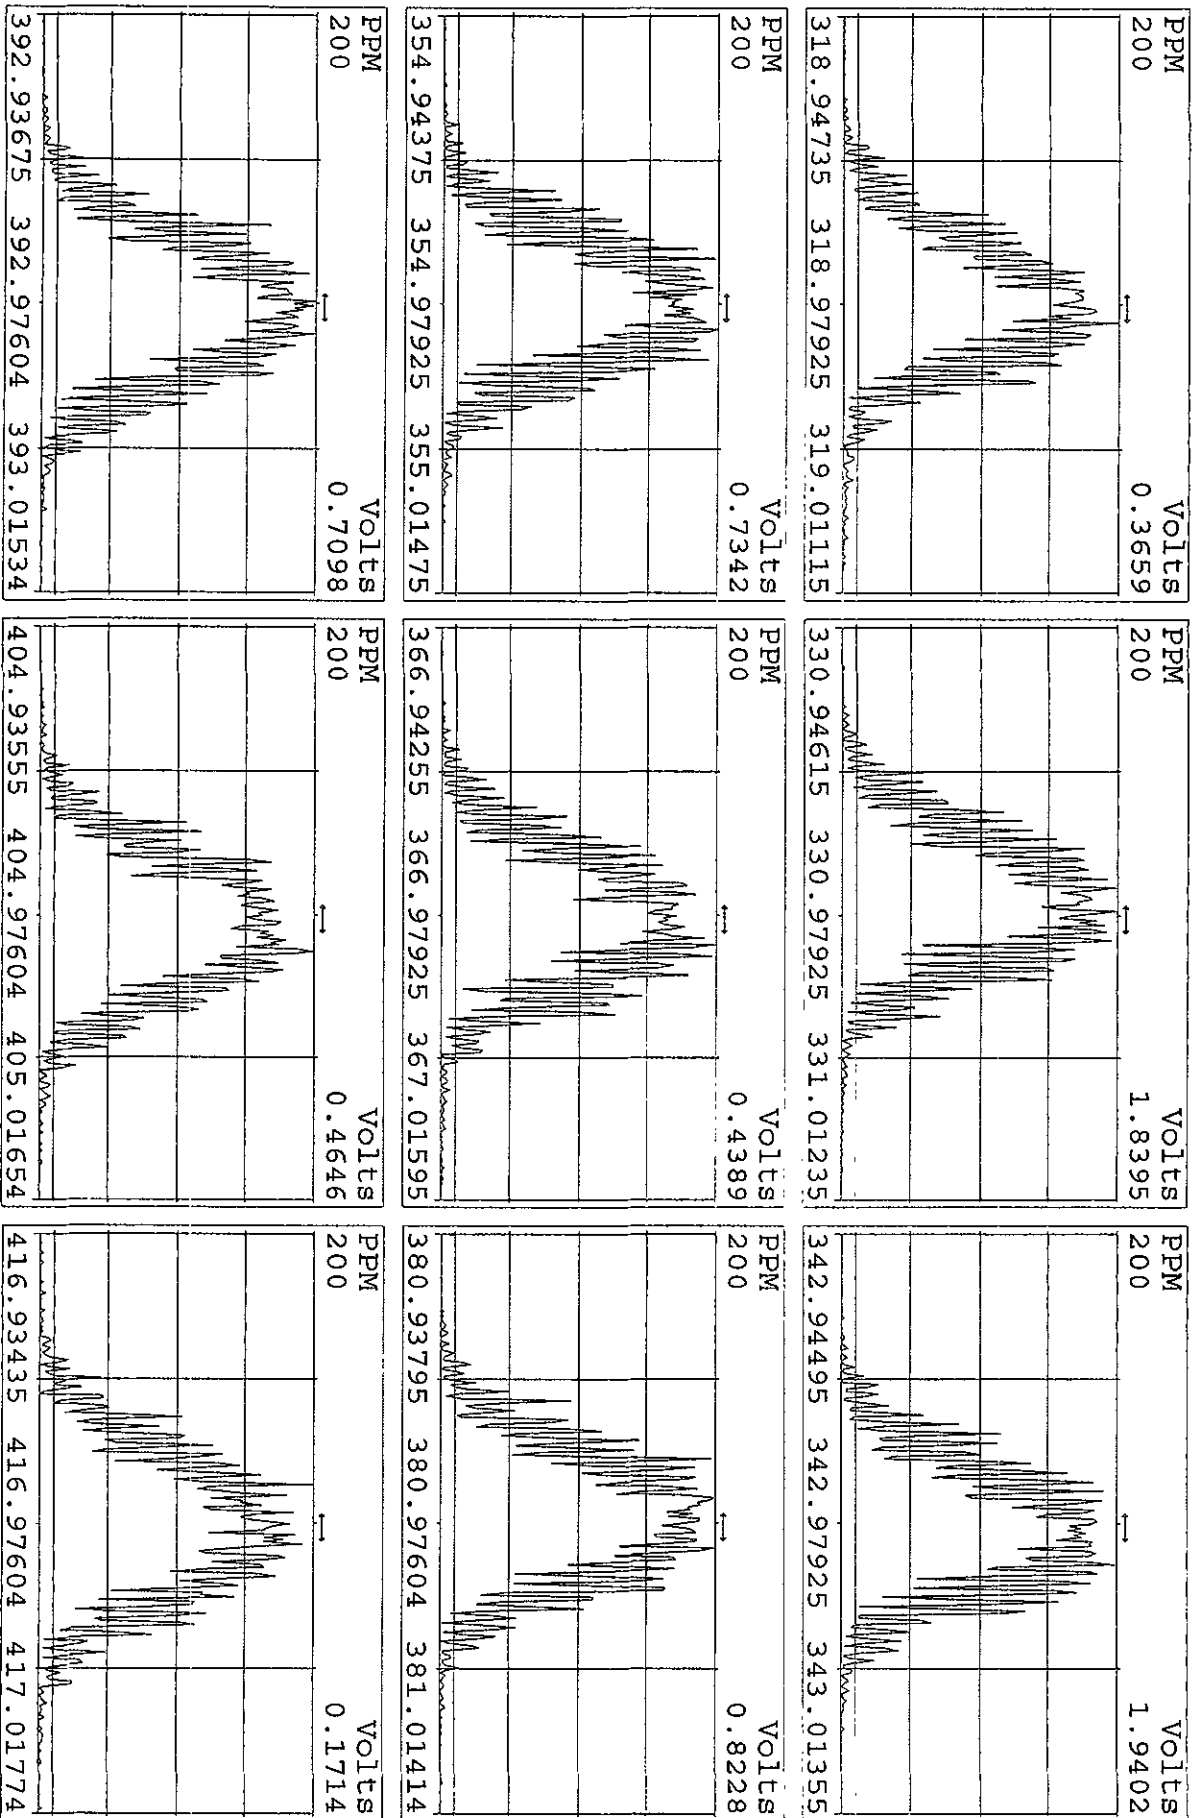 PPM Volts
200 0.3659
318.94735 318.97925 319.01115
PPM Volts
200 1.8395
330.94615 330.97925 331.01235
PPM Volts
200 1.9402
342.94495 342.97925 343.01355
PPM Volts
200 0.7342
354.94375 354.97925 355.01475
PPM Volts
200 0.4389
366.94255 366.97925 367.01595
PPM Volts
200 0.8228
380.93795 380.97604 381.01414
PPM Volts
200 0.7098
392.93675 392.97604 393.01534
PPM Volts
200 0.4646
404.93555 404.97604 405.01654
PPM Volts
200 0.1714
416.93435 416.97604 417.01774